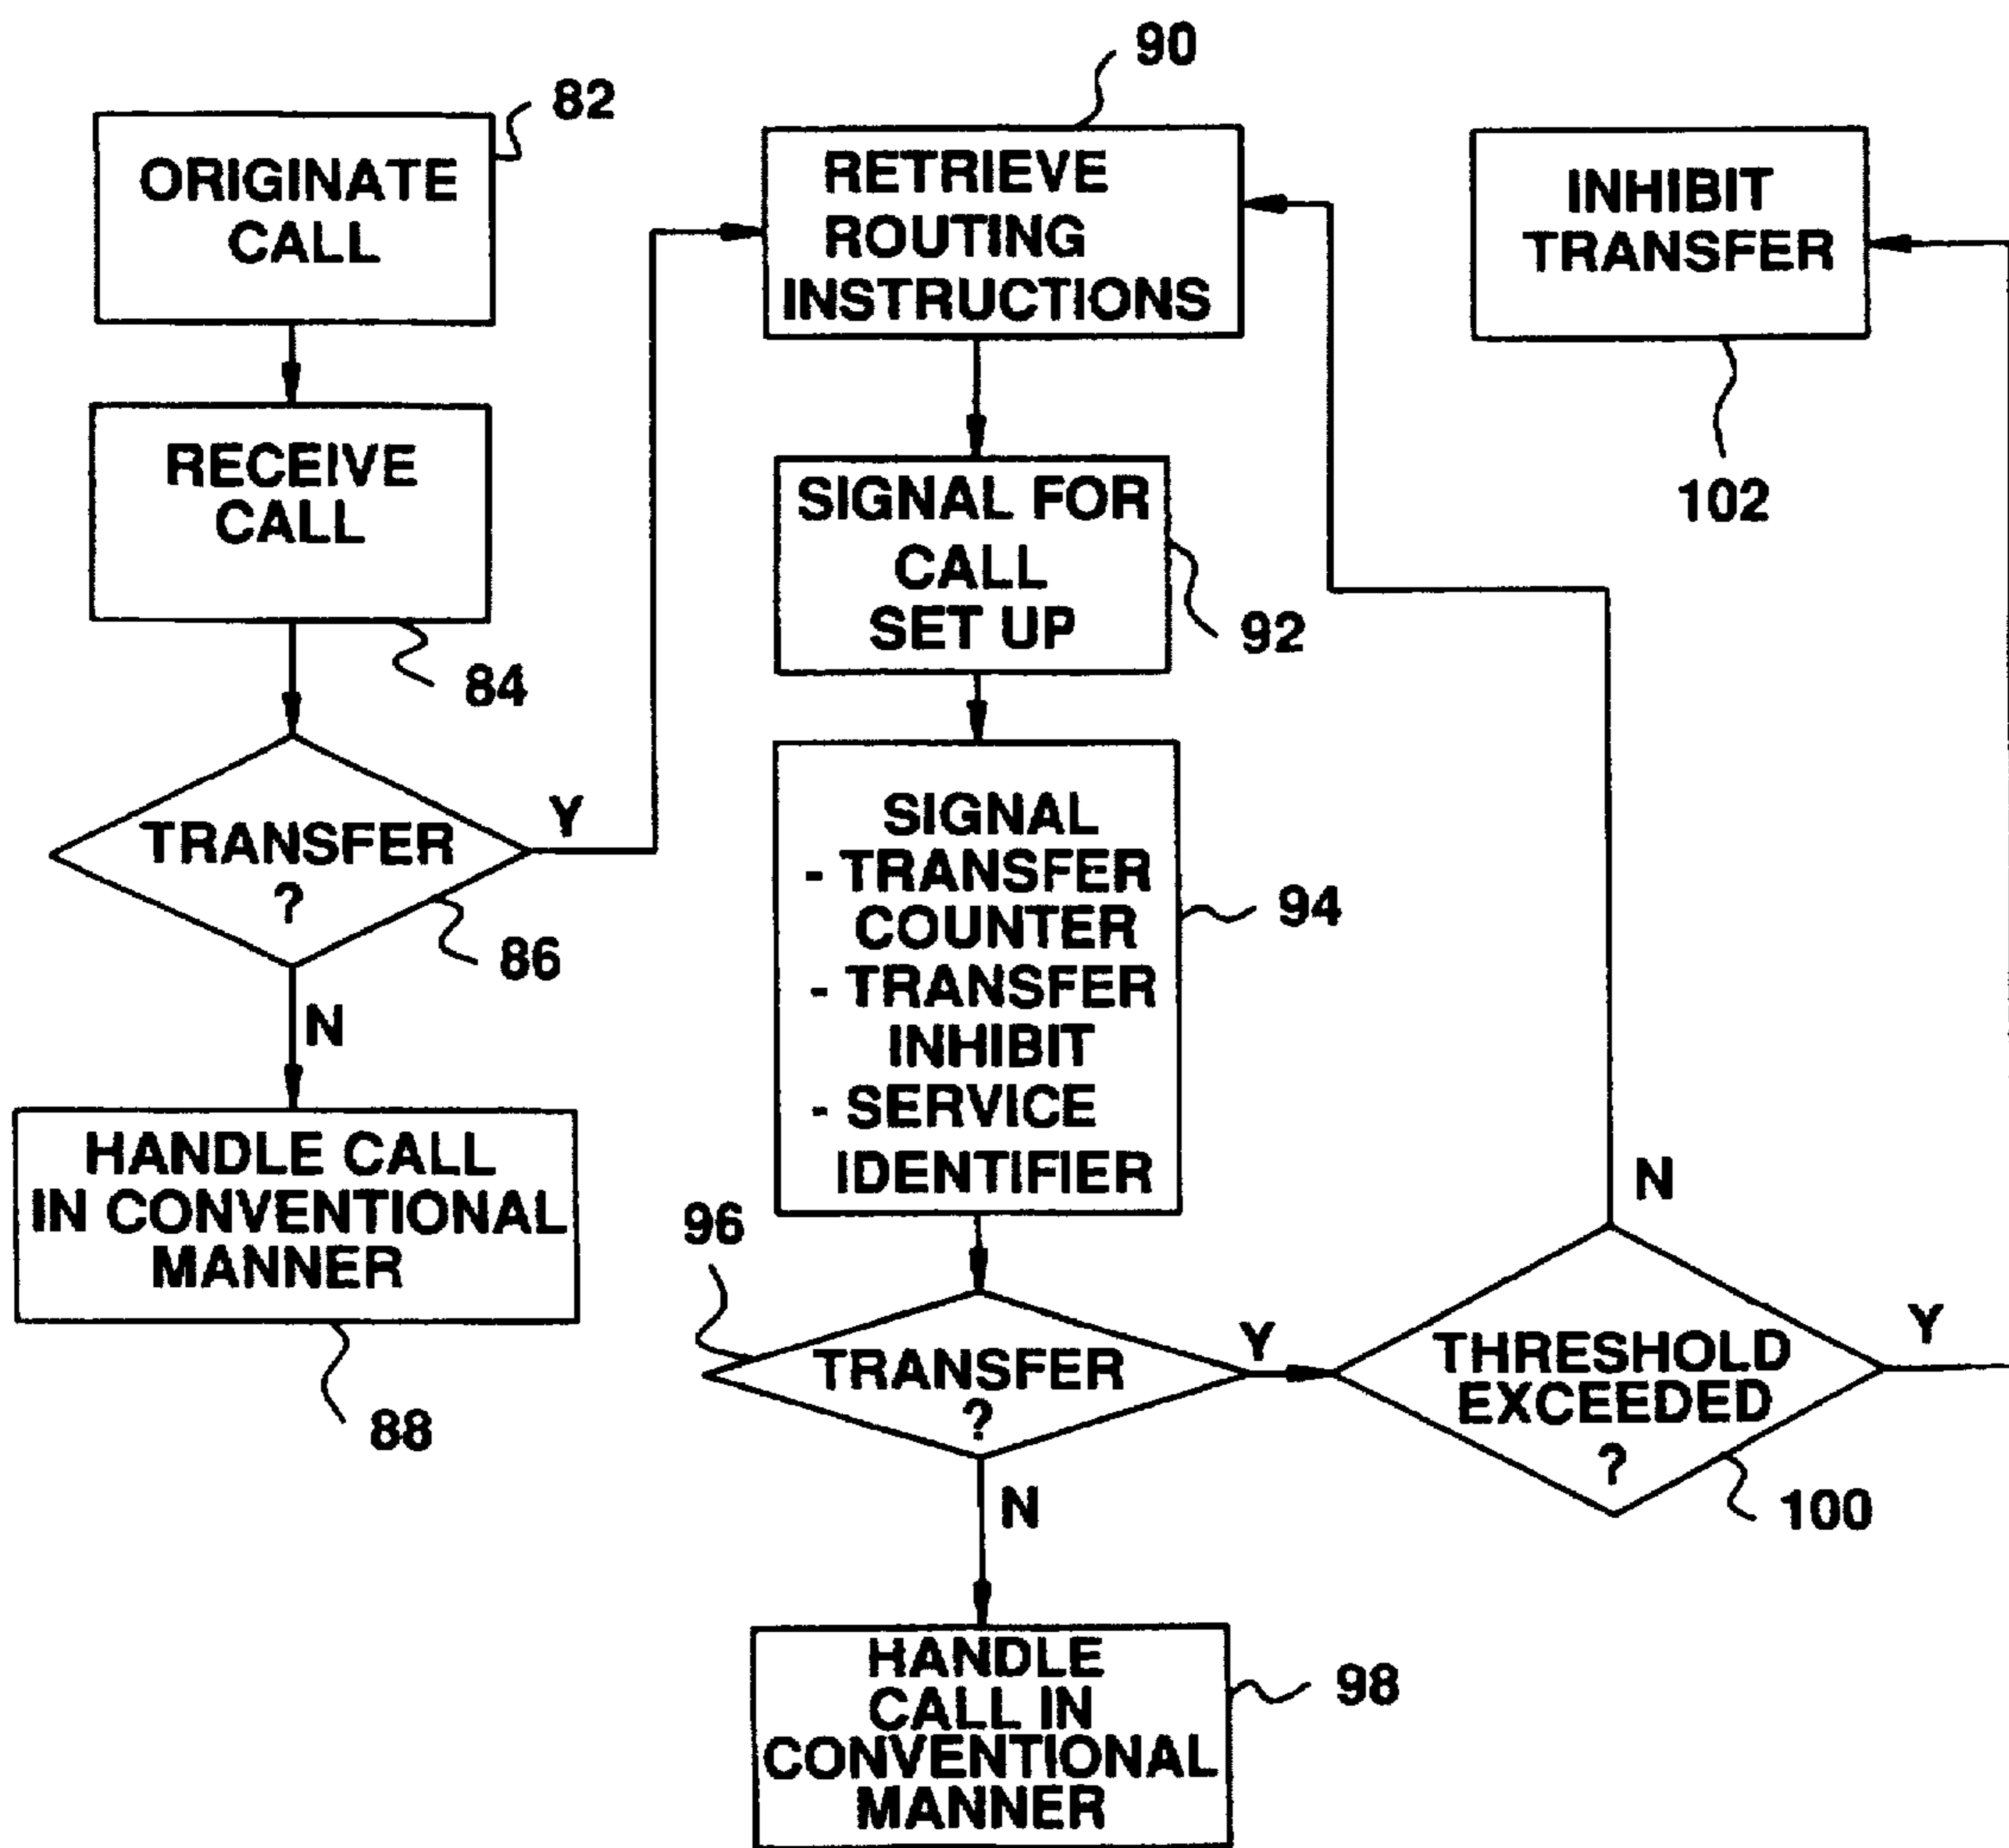 82
ORIGINATE
CALL
RECEIVE
CALL
84
TRANSFER
?
Y
86
N
HANDLE CALL
IN CONVENTIONAL
MANNER
88
90
RETRIEVE
ROUTING
INSTRUCTIONS
SIGNAL FOR
CALL
SET UP
92
SIGNAL
- TRANSFER
COUNTER
- TRANSFER
INHIBIT
- SERVICE
IDENTIFIER
94
96
TRANSFER
?
Y
N
HANDLE
CALL IN
CONVENTIONAL
MANNER
98
THRESHOLD
EXCEEDED
?
N
Y
100
INHIBIT
TRANSFER
102